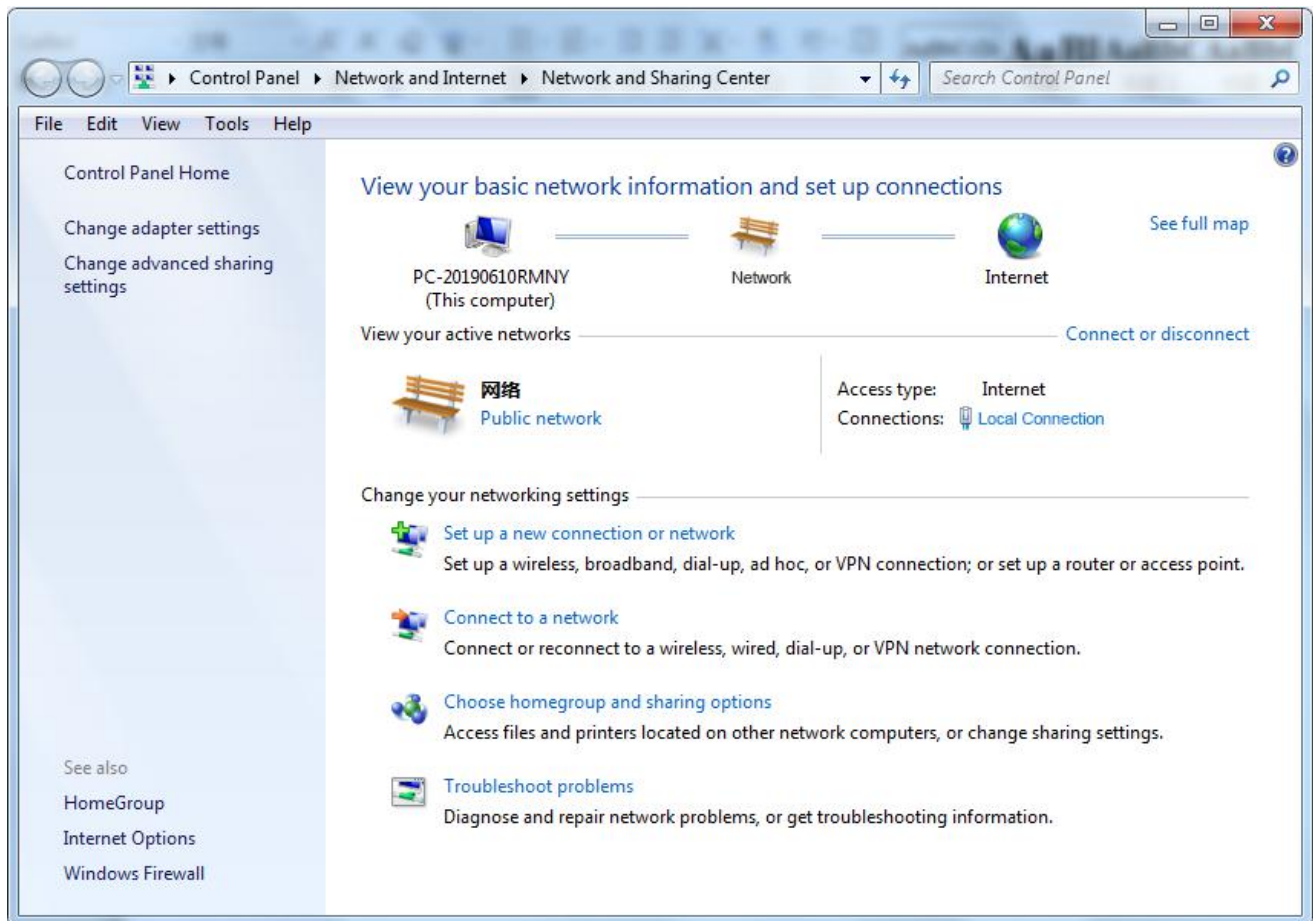 Control Panel Network and Internet Network and Sharing Center Search Control Panel
File Edit View Tools Help
Control Panel Home
Change adapter settings
Change advanced sharing
settings
View your basic network information and set up connections
See full map
PC-20190610RMNY
(This computer)
Network
Internet
View your active networks
Connect or disconnect
网络
Public network
Access type: Internet
Connections: Local Connection
Change your networking settings
Set up a new connection or network
Set up a wireless, broadband, dial-up, ad hoc, or VPN connection; or set up a router or access point.
Connect to a network
Connect or reconnect to a wireless, wired, dial-up, or VPN network connection.
Choose homegroup and sharing options
Access files and printers located on other network computers, or change sharing settings.
Troubleshoot problems
Diagnose and repair network problems, or get troubleshooting information.
See also
HomeGroup
Internet Options
Windows Firewall